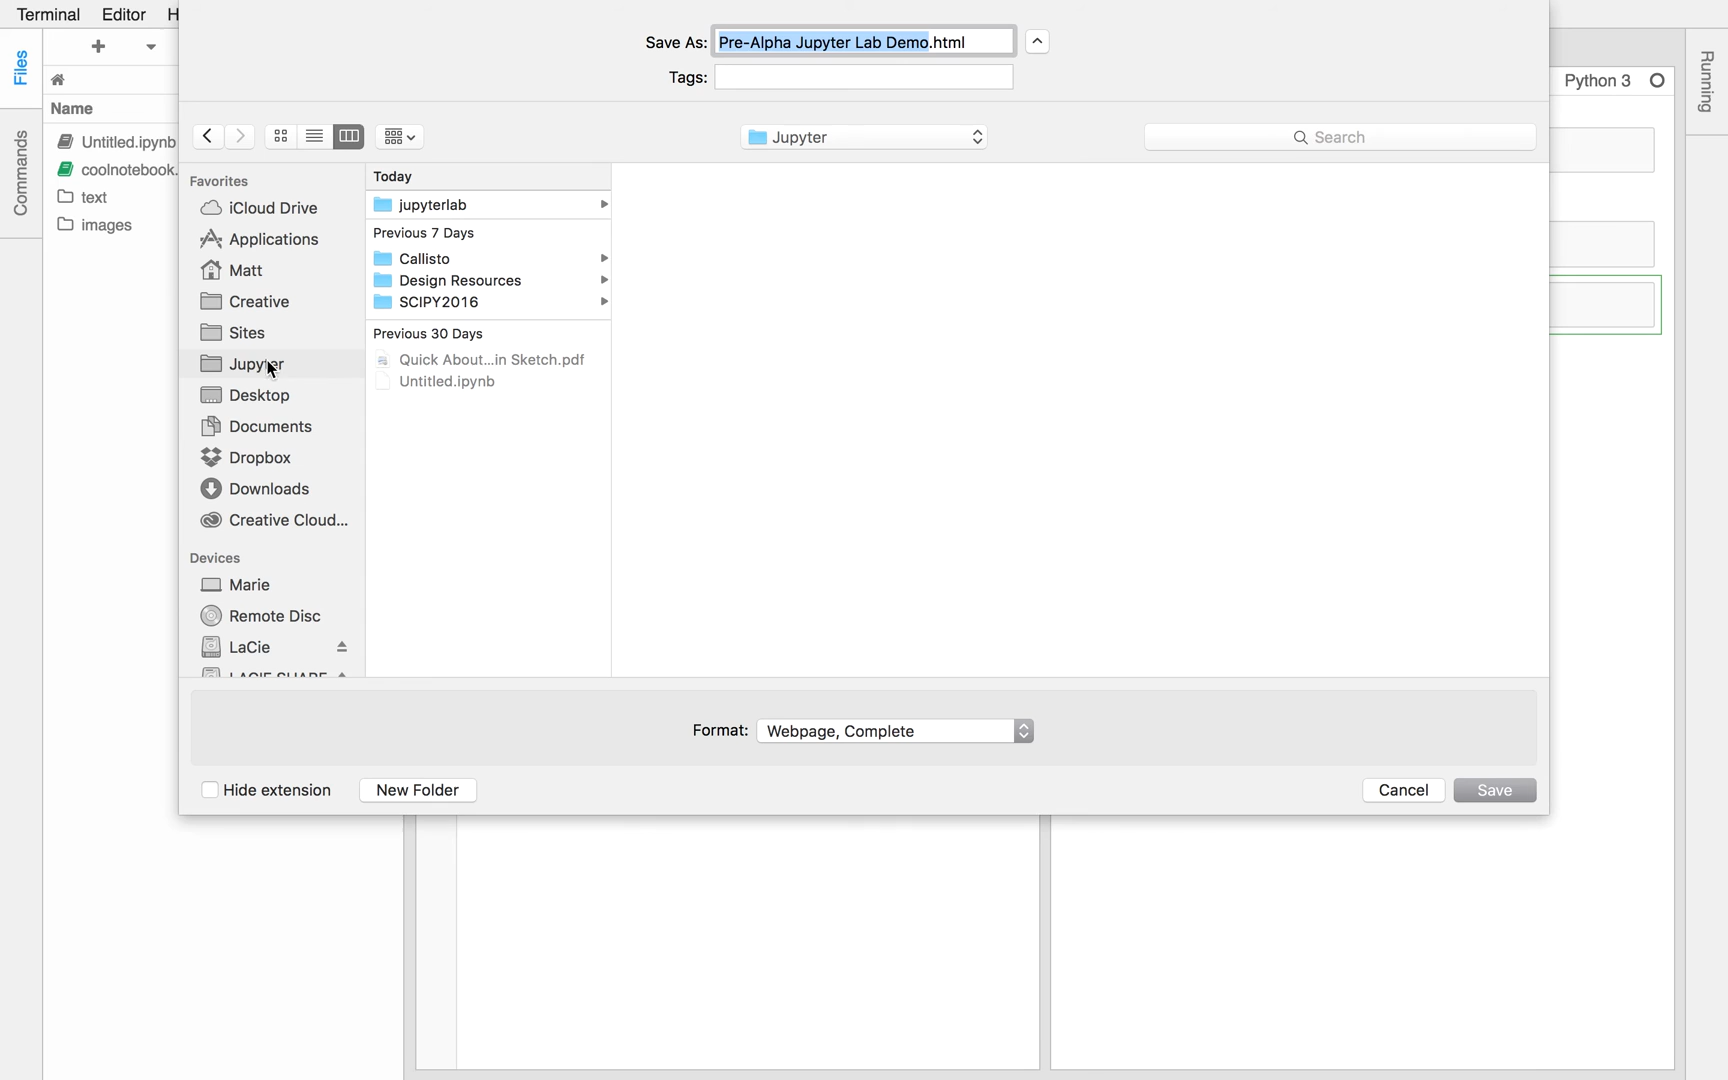 Terminal Editor H
Save As: Pre-Alpha Jupyter Lab Demo.html
Tags:
Files
Commands
Name
Untitled.ipynb
coolnotebook.
text
images
Jupyter
Search
Favorites
iCloud Drive
Applications
Matt
Creative
Sites
Jupyter
Desktop
Documents
Dropbox
Downloads
Creative Cloud...
Devices
Marie
Remote Disc
LaCie
LACIE SHARE
Today
jupyterlab
Previous 7 Days
Callisto
Design Resources
SCIPY2016
Previous 30 Days
Quick About...in Sketch.pdf
Untitled.ipynb
Python 3
Running
Format: Webpage, Complete
Hide extension
New Folder
Cancel
Save